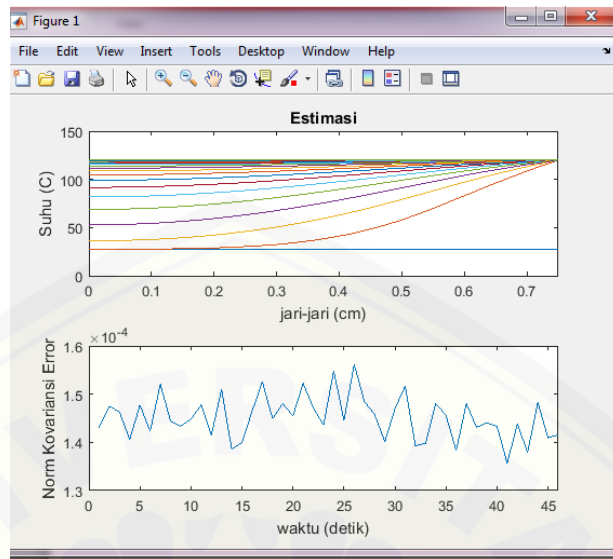 Figure 1
File Edit View Insert Tools Desktop Window Help
Estimasi
150
100
50
0
Suhu (C)
0 0.1 0.2 0.3 0.4 0.5 0.6 0.7
jari-jari (cm)
×10-4
1.6
1.5
1.4
1.3
Norm Kovariansi Error
0 5 10 15 20 25 30 35 40 45
waktu (detik)